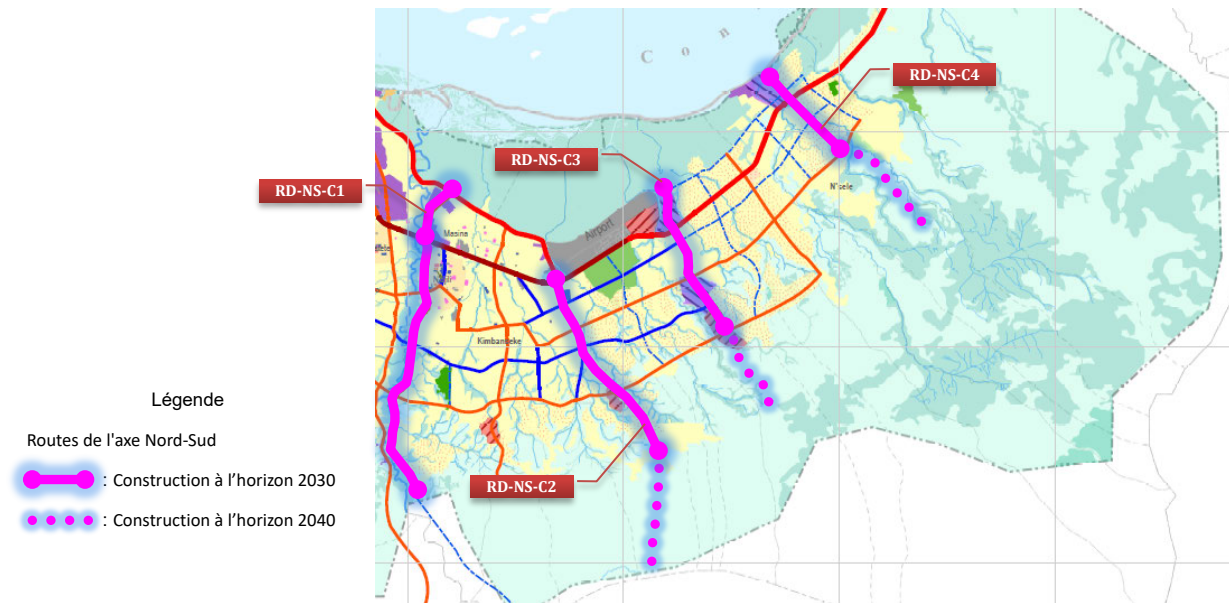 C o n
RD-NS-C4
RD-NS-C3
RD-NS-C1
N'sele
Airport
Masina
Kimbanseke
Légende
Routes de l'axe Nord-Sud
: Construction à l'horizon 2030
RD-NS-C2
: Construction à l'horizon 2040